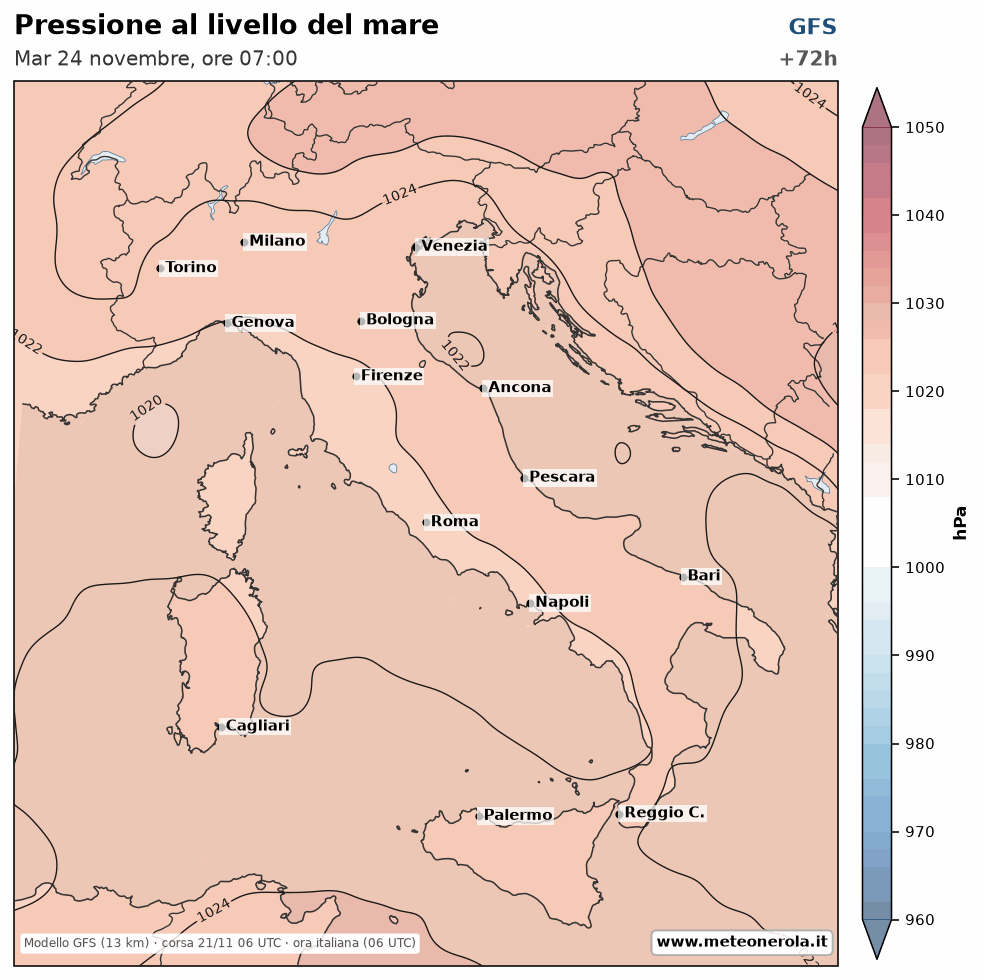 Pressione al livello del mare
GFS
Mar 24 novembre, ore 07:00
+72h
1024
1050
1024
Milano
Venezia
1040
Torino
Genova
Bologna
1022
1030
1022
Firenze
Ancona
1020
1020
Pescara
1010
Roma
hPa
1000
Bari
Napoli
990
Cagliari
980
Palermo
Reggio C.
970
1024
960
Modello GFS (13 km) · corsa 21/11 06 UTC · ora italiana (06 UTC)
www.meteonerola.it